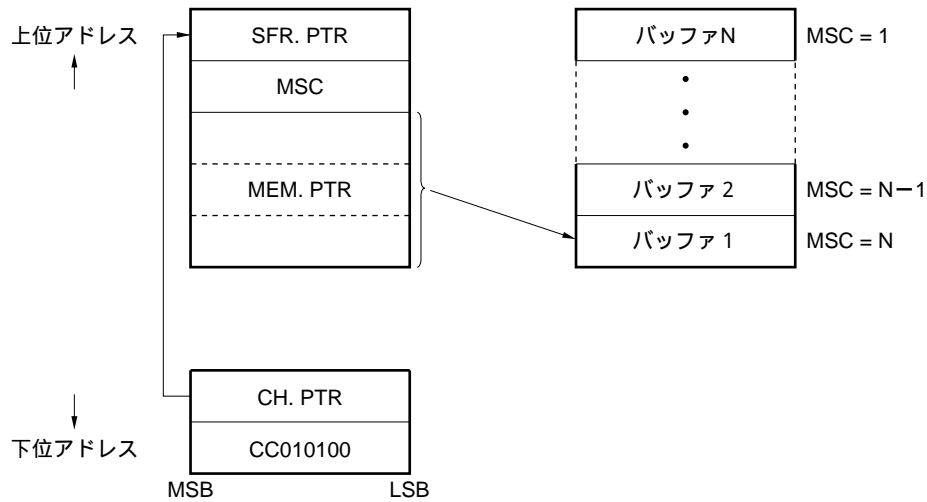 上位アドレス
SFR. PTR
MSC
MEM. PTR
バッファN
MSC = 1
バッファ 2
MSC = N－1
バッファ 1
MSC = N
CH. PTR
CC010100
下位アドレス
MSB
LSB